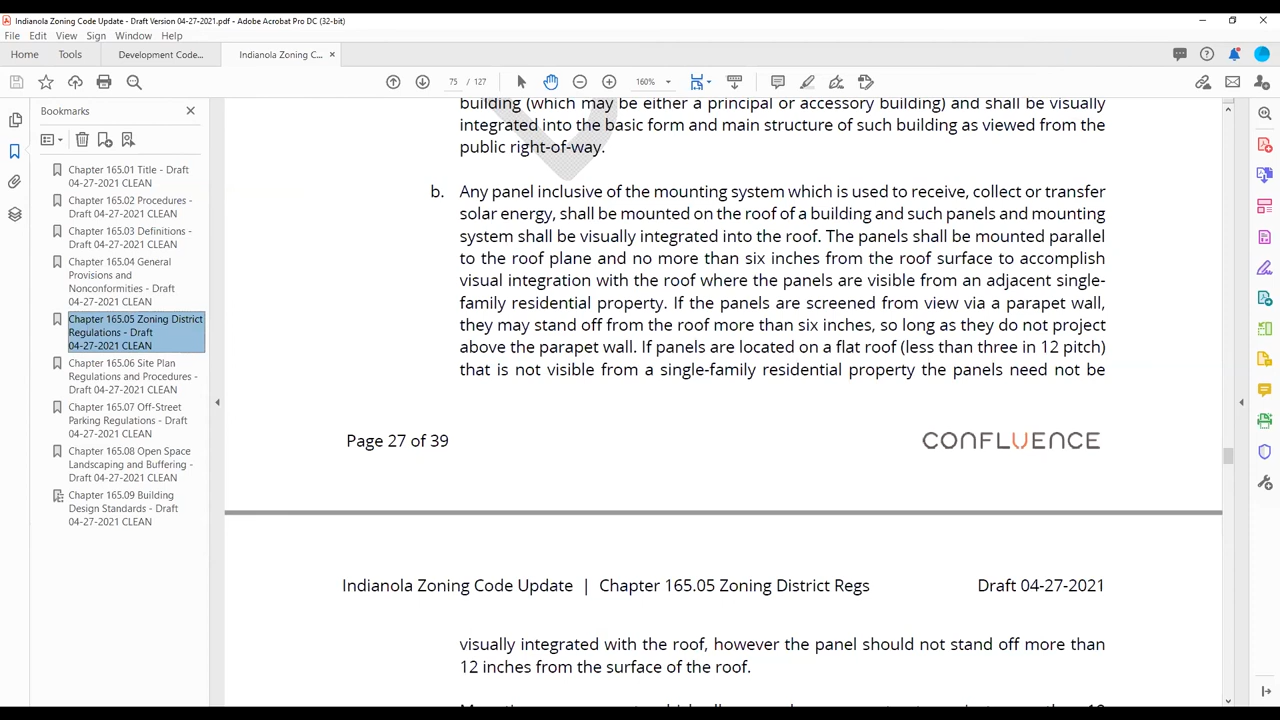 Indianola Zoning Code Update - Draft Version 04-27-2021.pdf - Adobe Acrobat Pro DC (32-bit)
File Edit View Sign Window Help
Home Tools Development Code... Indianola Zoning C... ×
75 / 127 160%
Bookmarks
Chapter 165.01 Title - Draft
04-27-2021 CLEAN
Chapter 165.02 Procedures -
Draft 04-27-2021 CLEAN
Chapter 165.03 Definitions -
Draft 04-27-2021 CLEAN
Chapter 165.04 General
Provisions and
Nonconformities - Draft
04-27-2021 CLEAN
Chapter 165.05 Zoning District
Regulations - Draft
04-27-2021 CLEAN
Chapter 165.06 Site Plan
Regulations and Procedures -
Draft 04-27-2021 CLEAN
Chapter 165.07 Off-Street
Parking Regulations - Draft
04-27-2021 CLEAN
Chapter 165.08 Open Space
Landscaping and Buffering -
Draft 04-27-2021 CLEAN
Chapter 165.09 Building
Design Standards - Draft
04-27-2021 CLEAN
building (which may be either a principal or accessory building) and shall be visually
integrated into the basic form and main structure of such building as viewed from the
public right-of-way.
b. Any panel inclusive of the mounting system which is used to receive, collect or transfer
solar energy, shall be mounted on the roof of a building and such panels and mounting
system shall be visually integrated into the roof. The panels shall be mounted parallel
to the roof plane and no more than six inches from the roof surface to accomplish
visual integration with the roof where the panels are visible from an adjacent single-
family residential property. If the panels are screened from view via a parapet wall,
they may stand off from the roof more than six inches, so long as they do not project
above the parapet wall. If panels are located on a flat roof (less than three in 12 pitch)
that is not visible from a single-family residential property the panels need not be
Page 27 of 39 CONFLUENCE
Indianola Zoning Code Update | Chapter 165.05 Zoning District Regs Draft 04-27-2021
visually integrated with the roof, however the panel should not stand off more than
12 inches from the surface of the roof.